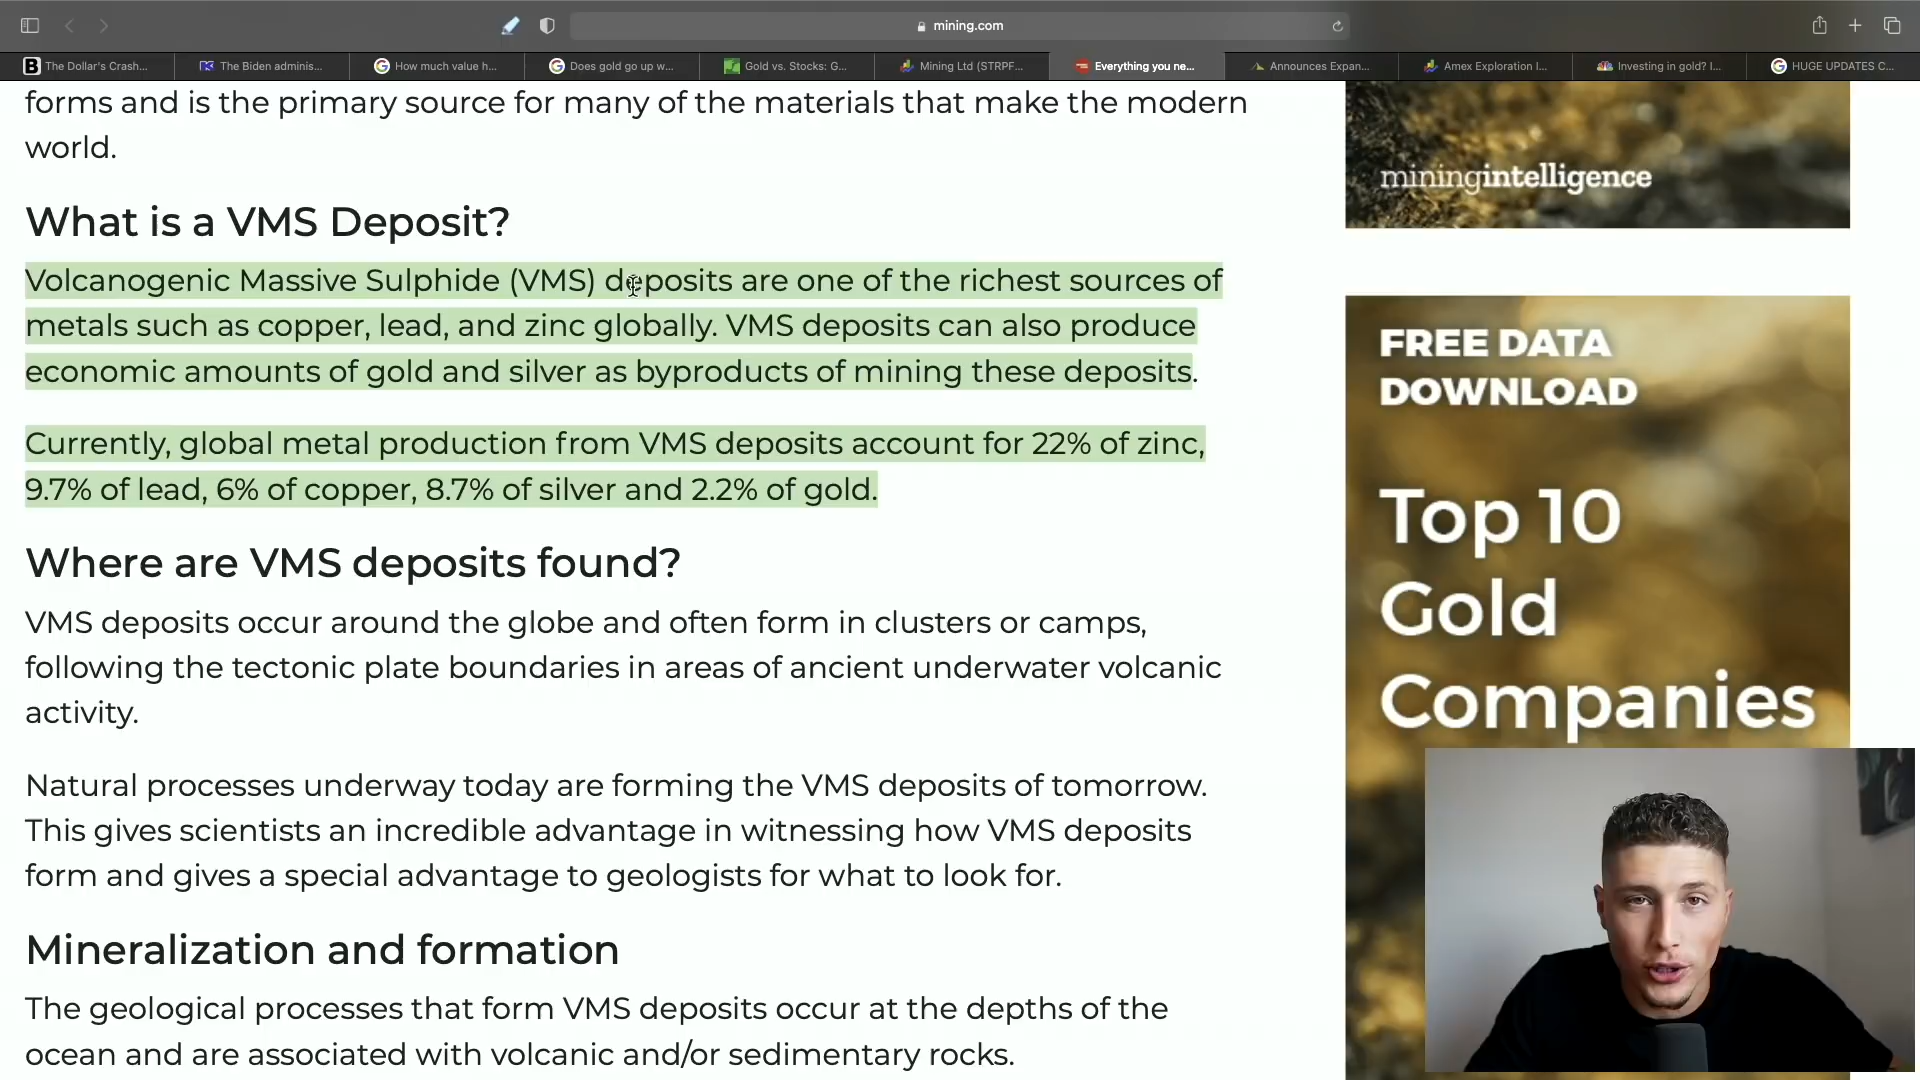 mining.com
The Dollar's Crash...
The Biden adminis...
How much value h...
Does gold go up w...
Gold vs. Stocks: G...
Mining Ltd (STRPF...
Everything you ne...
Announces Expan...
Amex Exploration I...
Investing in gold? I...
HUGE UPDATES C...
forms and is the primary source for many of the materials that make the modern
world.
What is a VMS Deposit?
Volcanogenic Massive Sulphide (VMS) deposits are one of the richest sources of
metals such as copper, lead, and zinc globally. VMS deposits can also produce
economic amounts of gold and silver as byproducts of mining these deposits.
Currently, global metal production from VMS deposits account for 22% of zinc,
9.7% of lead, 6% of copper, 8.7% of silver and 2.2% of gold.
Where are VMS deposits found?
VMS deposits occur around the globe and often form in clusters or camps,
following the tectonic plate boundaries in areas of ancient underwater volcanic
activity.
Natural processes underway today are forming the VMS deposits of tomorrow.
This gives scientists an incredible advantage in witnessing how VMS deposits
form and gives a special advantage to geologists for what to look for.
Mineralization and formation
The geological processes that form VMS deposits occur at the depths of the
ocean and are associated with volcanic and/or sedimentary rocks.
miningintelligence
FREE DATA
DOWNLOAD
Top 10
Gold
Companies